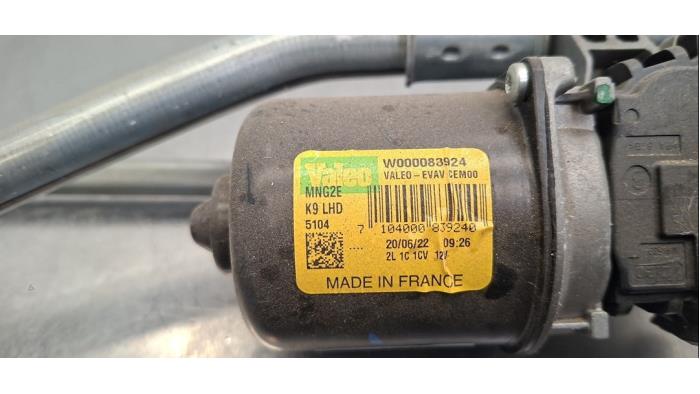 Valeo
W000083924
VALEO-EVAV CEM00
MNG2E
K9 LHD
5104
7 104000 839240
.... 20/06/22 09:26
2L 1C 1CV 12V
MADE IN FRANCE